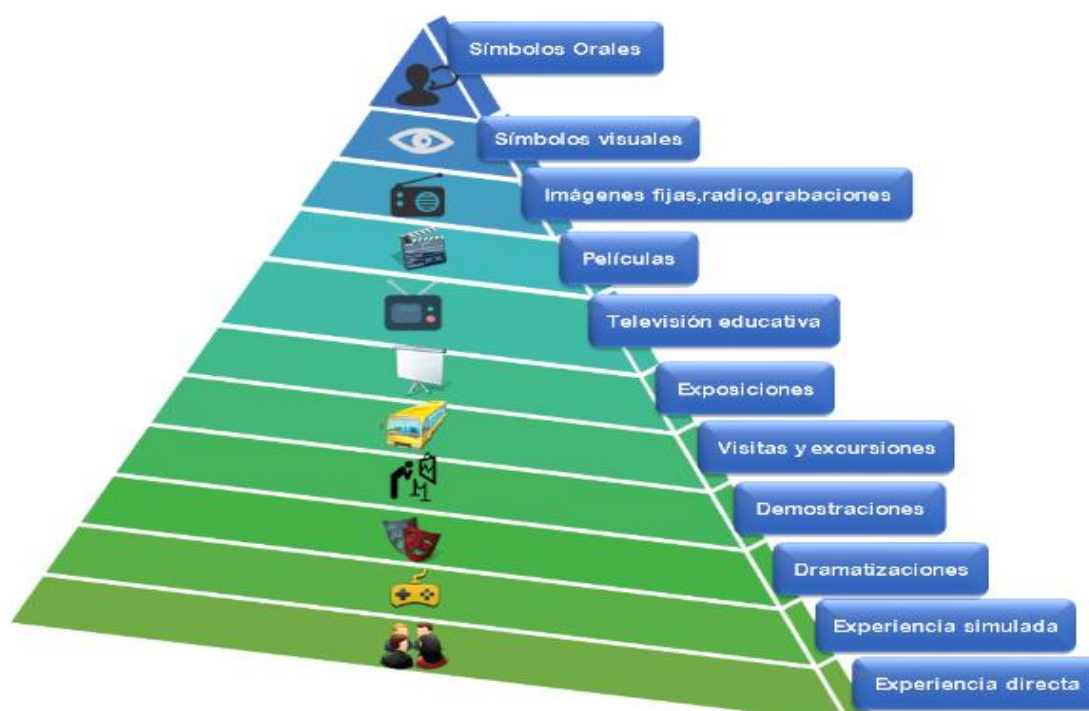 Símbolos Orales
Símbolos visuales
Imágenes fijas,radio,grabaciones
Películas
Televisión educativa
Exposiciones
Visitas y excursiones
Demostraciones
Dramatizaciones
Experiencia simulada
Experiencia directa